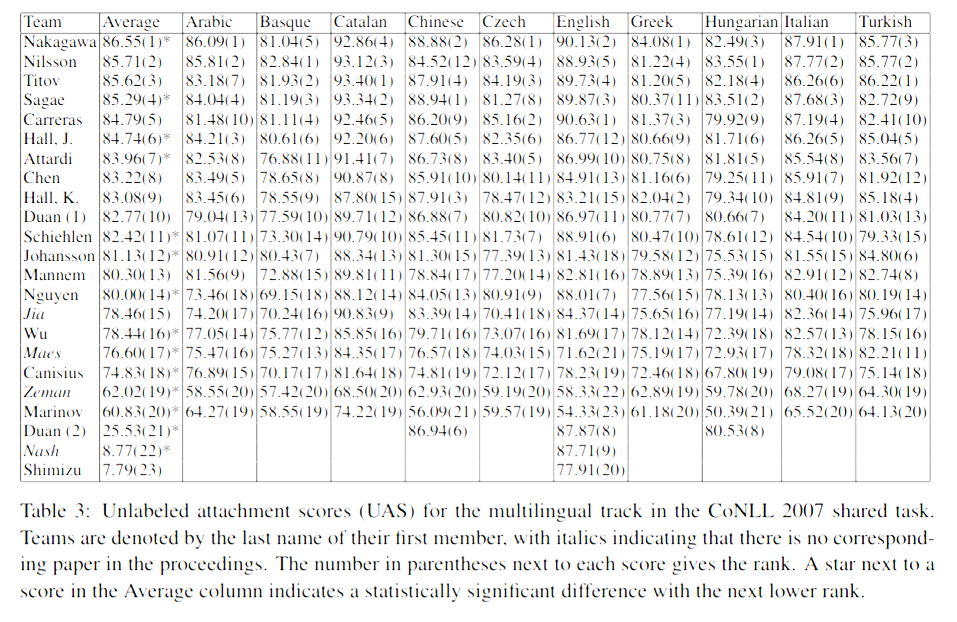 Team Average Arabic Basque Catalan Chinese Czech English Greek Hungarian Italian Turkish
Nakagawa 86.55(1)* 86.09(1) 81.04(5) 92.86(4) 88.88(2) 86.28(1) 90.13(2) 84.08(1) 82.49(3) 87.91(1) 85.77(3)
Nilsson 85.71(2) 85.81(2) 82.84(1) 93.12(3) 84.52(12) 83.59(4) 88.93(5) 81.22(4) 83.55(1) 87.77(2) 85.77(2)
Titov 85.62(3) 83.18(7) 81.93(2) 93.40(1) 87.91(4) 84.19(3) 89.73(4) 81.20(5) 82.18(4) 86.26(6) 86.22(1)
Sagae 85.29(4)* 84.04(4) 81.19(3) 93.34(2) 88.94(1) 81.27(8) 89.87(3) 80.37(11) 83.51(2) 87.68(3) 82.72(9)
Carreras 84.79(5) 81.48(10) 81.11(4) 92.46(5) 86.20(9) 85.16(2) 90.63(1) 81.37(3) 79.92(9) 87.19(4) 82.41(10)
Hall, J. 84.74(6)* 84.21(3) 80.61(6) 92.20(6) 87.60(5) 82.35(6) 86.77(12) 80.66(9) 81.71(6) 86.26(5) 85.04(5)
Attardi 83.96(7)* 82.53(8) 76.88(11) 91.41(7) 86.73(8) 83.40(5) 86.99(10) 80.75(8) 81.81(5) 85.54(8) 83.56(7)
Chen 83.22(8) 83.49(5) 78.65(8) 90.87(8) 85.91(10) 80.14(11) 84.91(13) 81.16(6) 79.25(11) 85.91(7) 81.92(12)
Hall, K. 83.08(9) 83.45(6) 78.55(9) 87.80(15) 87.91(3) 78.47(12) 83.21(15) 82.04(2) 79.34(10) 84.81(9) 85.18(4)
Duan (1) 82.77(10) 79.04(13) 77.59(10) 89.71(12) 86.88(7) 80.82(10) 86.97(11) 80.77(7) 80.66(7) 84.20(11) 81.03(13)
Schiehlen 82.42(11)* 81.07(11) 73.30(14) 90.79(10) 85.45(11) 81.73(7) 88.91(6) 80.47(10) 78.61(12) 84.54(10) 79.33(15)
Johansson 81.13(12)* 80.91(12) 80.43(7) 88.34(13) 81.30(15) 77.39(13) 81.43(18) 79.58(12) 75.53(15) 81.55(15) 84.80(6)
Mannem 80.30(13) 81.56(9) 72.88(15) 89.81(11) 78.84(17) 77.20(14) 82.81(16) 78.89(13) 75.39(16) 82.91(12) 82.74(8)
Nguyen 80.00(14)* 73.46(18) 69.15(18) 88.12(14) 84.05(13) 80.91(9) 88.01(7) 77.56(15) 78.13(13) 80.40(16) 80.19(14)
Jia 78.46(15) 74.20(17) 70.24(16) 90.83(9) 83.39(14) 70.41(18) 84.37(14) 75.65(16) 77.19(14) 82.36(14) 75.96(17)
Wu 78.44(16)* 77.05(14) 75.77(12) 85.85(16) 79.71(16) 73.07(16) 81.69(17) 78.12(14) 72.39(18) 82.57(13) 78.15(16)
Maes 76.60(17)* 75.47(16) 75.27(13) 84.35(17) 76.57(18) 74.03(15) 71.62(21) 75.19(17) 72.93(17) 78.32(18) 82.21(11)
Canisius 74.83(18)* 76.89(15) 70.17(17) 81.64(18) 74.81(19) 72.12(17) 78.23(19) 72.46(18) 67.80(19) 79.08(17) 75.14(18)
Zeman 62.02(19)* 58.55(20) 57.42(20) 68.50(20) 62.93(20) 59.19(20) 58.33(22) 62.89(19) 59.78(20) 68.27(19) 64.30(19)
Marinov 60.83(20)* 64.27(19) 58.55(19) 74.22(19) 56.09(21) 59.57(19) 54.33(23) 61.18(20) 50.39(21) 65.52(20) 64.13(20)
Duan (2) 25.53(21)* 86.94(6) 87.87(8) 80.53(8)
Nash 8.77(22)* 87.71(9)
Shimizu 7.79(23) 77.91(20)
Table 3: Unlabeled attachment scores (UAS) for the multilingual track in the CoNLL 2007 shared task.
Teams are denoted by the last name of their first member, with italics indicating that there is no correspond-
ing paper in the proceedings. The number in parentheses next to each score gives the rank. A star next to a
score in the Average column indicates a statistically significant difference with the next lower rank.